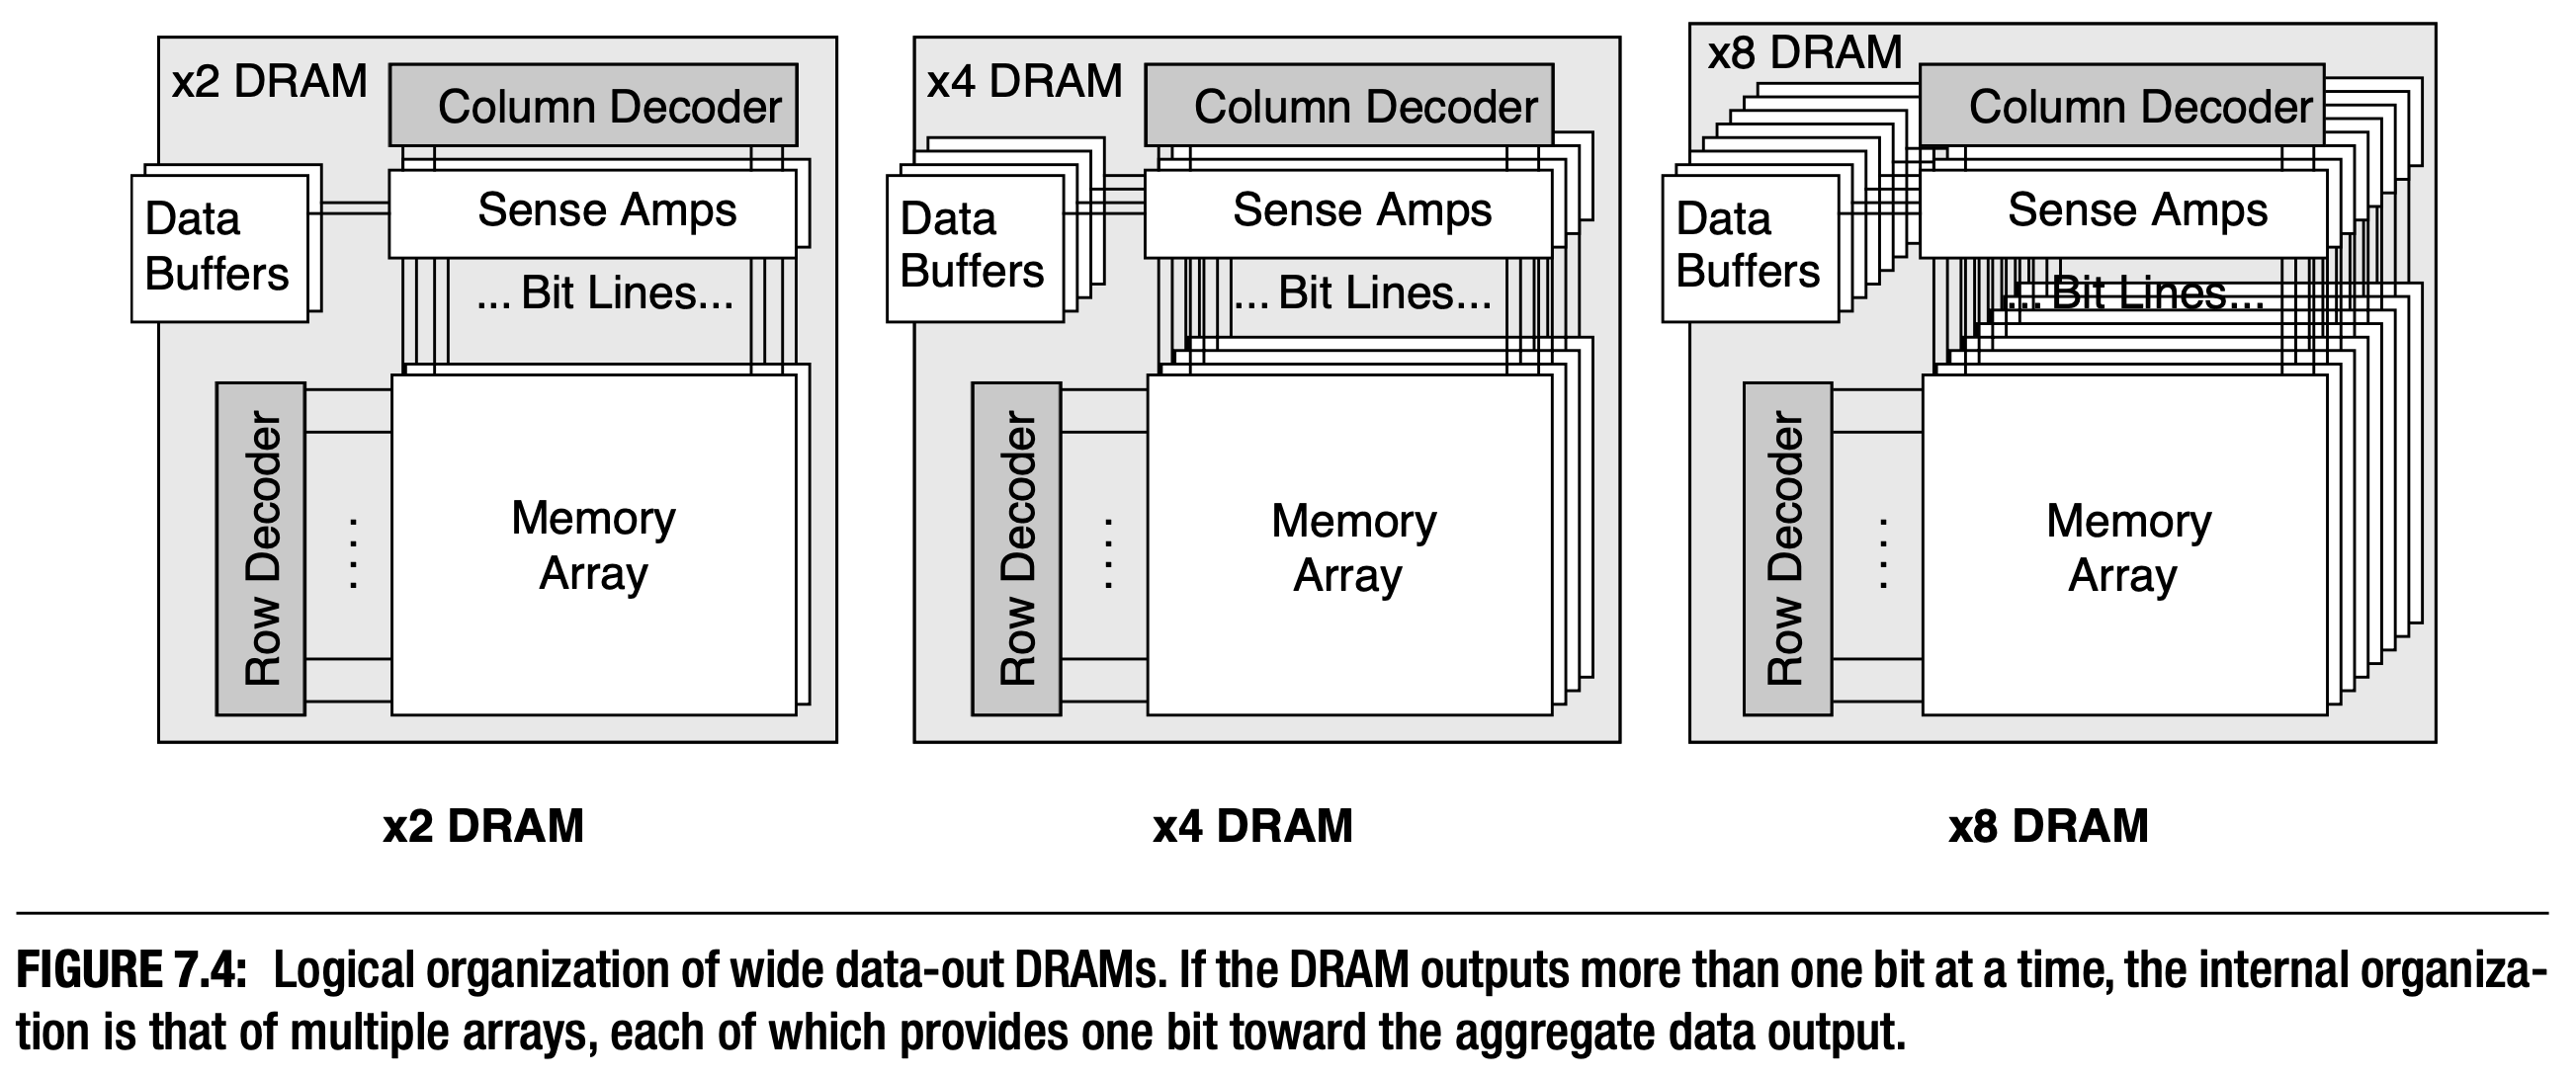 x2 DRAM
Column Decoder
Data
Buffers
Sense Amps
... Bit Lines...
Row Decoder
Memory
Array
x4 DRAM
Column Decoder
Data
Buffers
Sense Amps
... Bit Lines...
Row Decoder
Memory
Array
x8 DRAM
Column Decoder
Data
Buffers
Sense Amps
... Bit Lines...
Row Decoder
Memory
Array
x2 DRAM
x4 DRAM
x8 DRAM
FIGURE 7.4: Logical organization of wide data-out DRAMs. If the DRAM outputs more than one bit at a time, the internal organiza-
tion is that of multiple arrays, each of which provides one bit toward the aggregate data output.